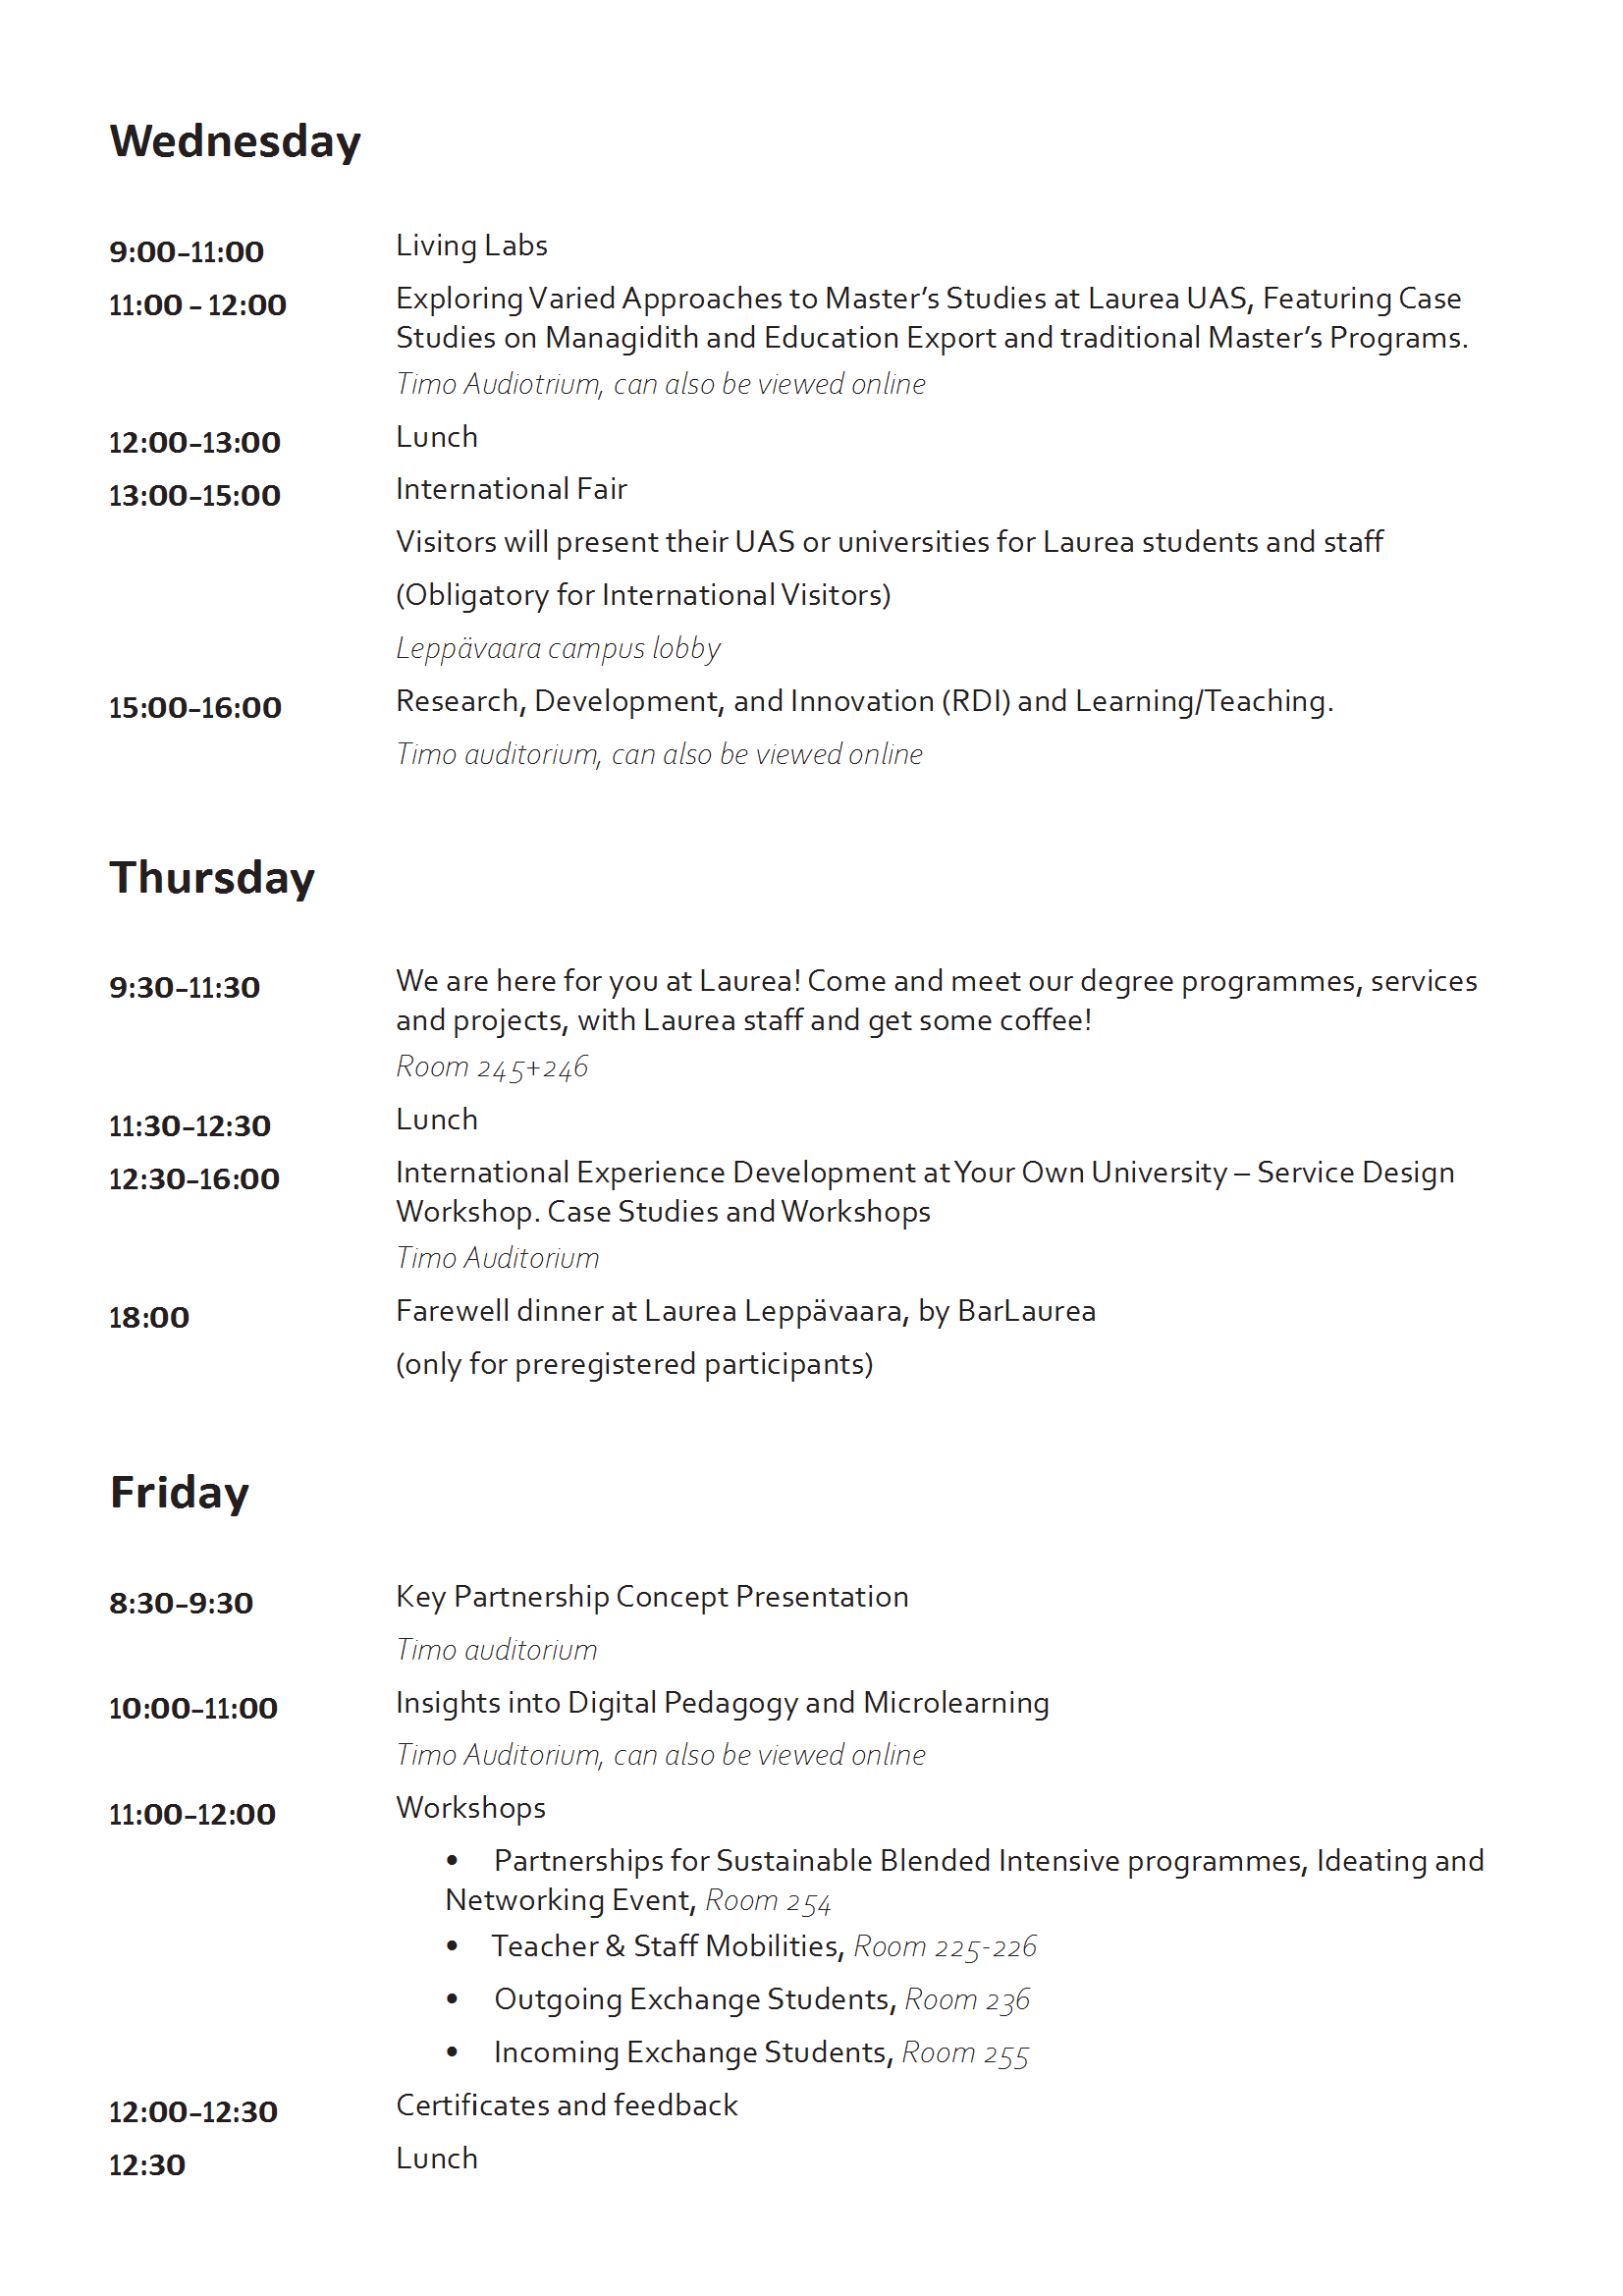 Wednesday
9:00–11:00 Living Labs
11:00 – 12:00 Exploring Varied Approaches to Master’s Studies at Laurea UAS, Featuring Case
Studies on Managidith and Education Export and traditional Master’s Programs.
Timo Audiotrium, can also be viewed online
12:00–13:00 Lunch
13:00–15:00 International Fair
Visitors will present their UAS or universities for Laurea students and staff
(Obligatory for International Visitors)
Leppävaara campus lobby
15:00–16:00 Research, Development, and Innovation (RDI) and Learning/Teaching.
Timo auditorium, can also be viewed online
Thursday
9:30–11:30 We are here for you at Laurea! Come and meet our degree programmes, services
and projects, with Laurea staff and get some coffee!
Room 245+246
11:30–12:30 Lunch
12:30–16:00 International Experience Development at Your Own University – Service Design
Workshop. Case Studies and Workshops
Timo Auditorium
18:00 Farewell dinner at Laurea Leppävaara, by BarLaurea
(only for preregistered participants)
Friday
8:30–9:30 Key Partnership Concept Presentation
Timo auditorium
10:00–11:00 Insights into Digital Pedagogy and Microlearning
Timo Auditorium, can also be viewed online
11:00–12:00 Workshops
• Partnerships for Sustainable Blended Intensive programmes, Ideating and
Networking Event, Room 254
• Teacher & Staff Mobilities, Room 225-226
• Outgoing Exchange Students, Room 236
• Incoming Exchange Students, Room 255
12:00–12:30 Certificates and feedback
12:30 Lunch